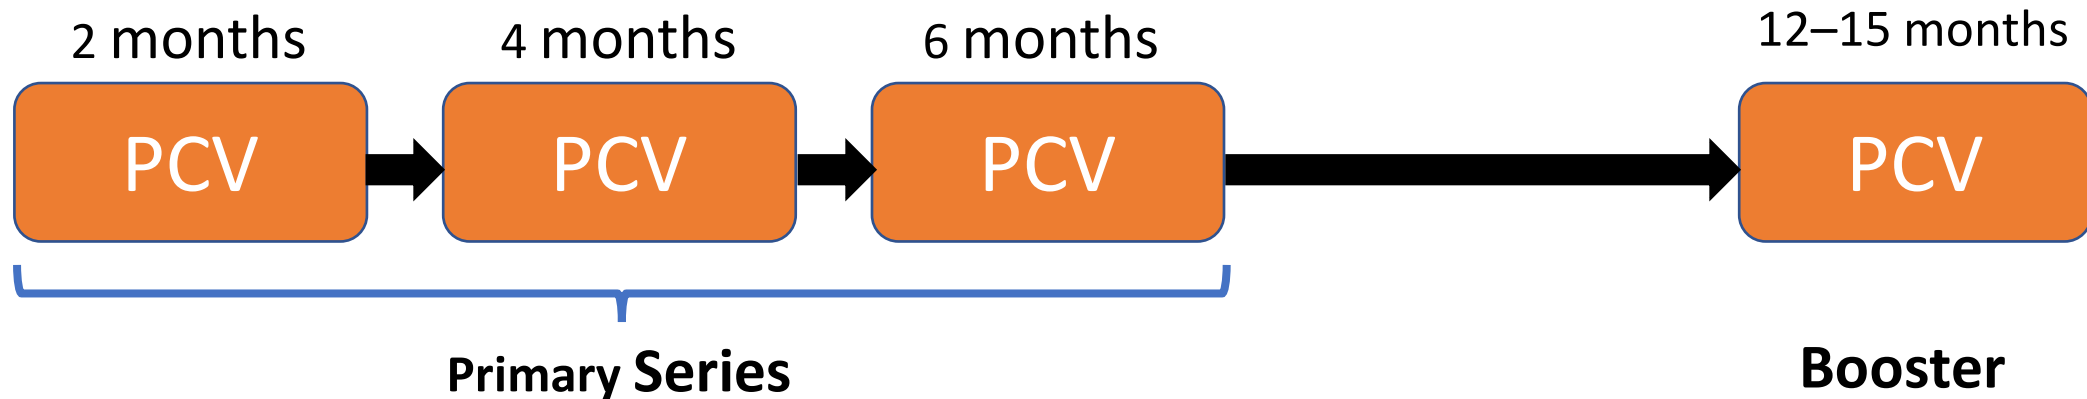 2 months 4 months 6 months 12–15 months
PCV PCV PCV PCV
Primary Series Booster